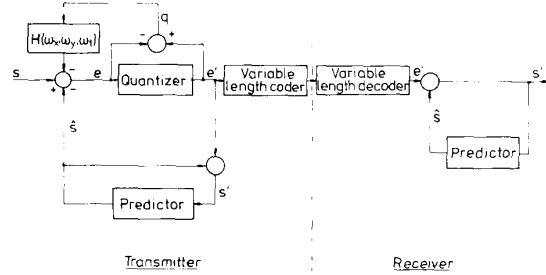 q
H(ωx,ωy,ωt)
- +
s + - - e Quantizer e' Variable length coder Variable length decoder e' s'
ŝ
ŝ
Predictor s'
Predictor
Transmitter Receiver